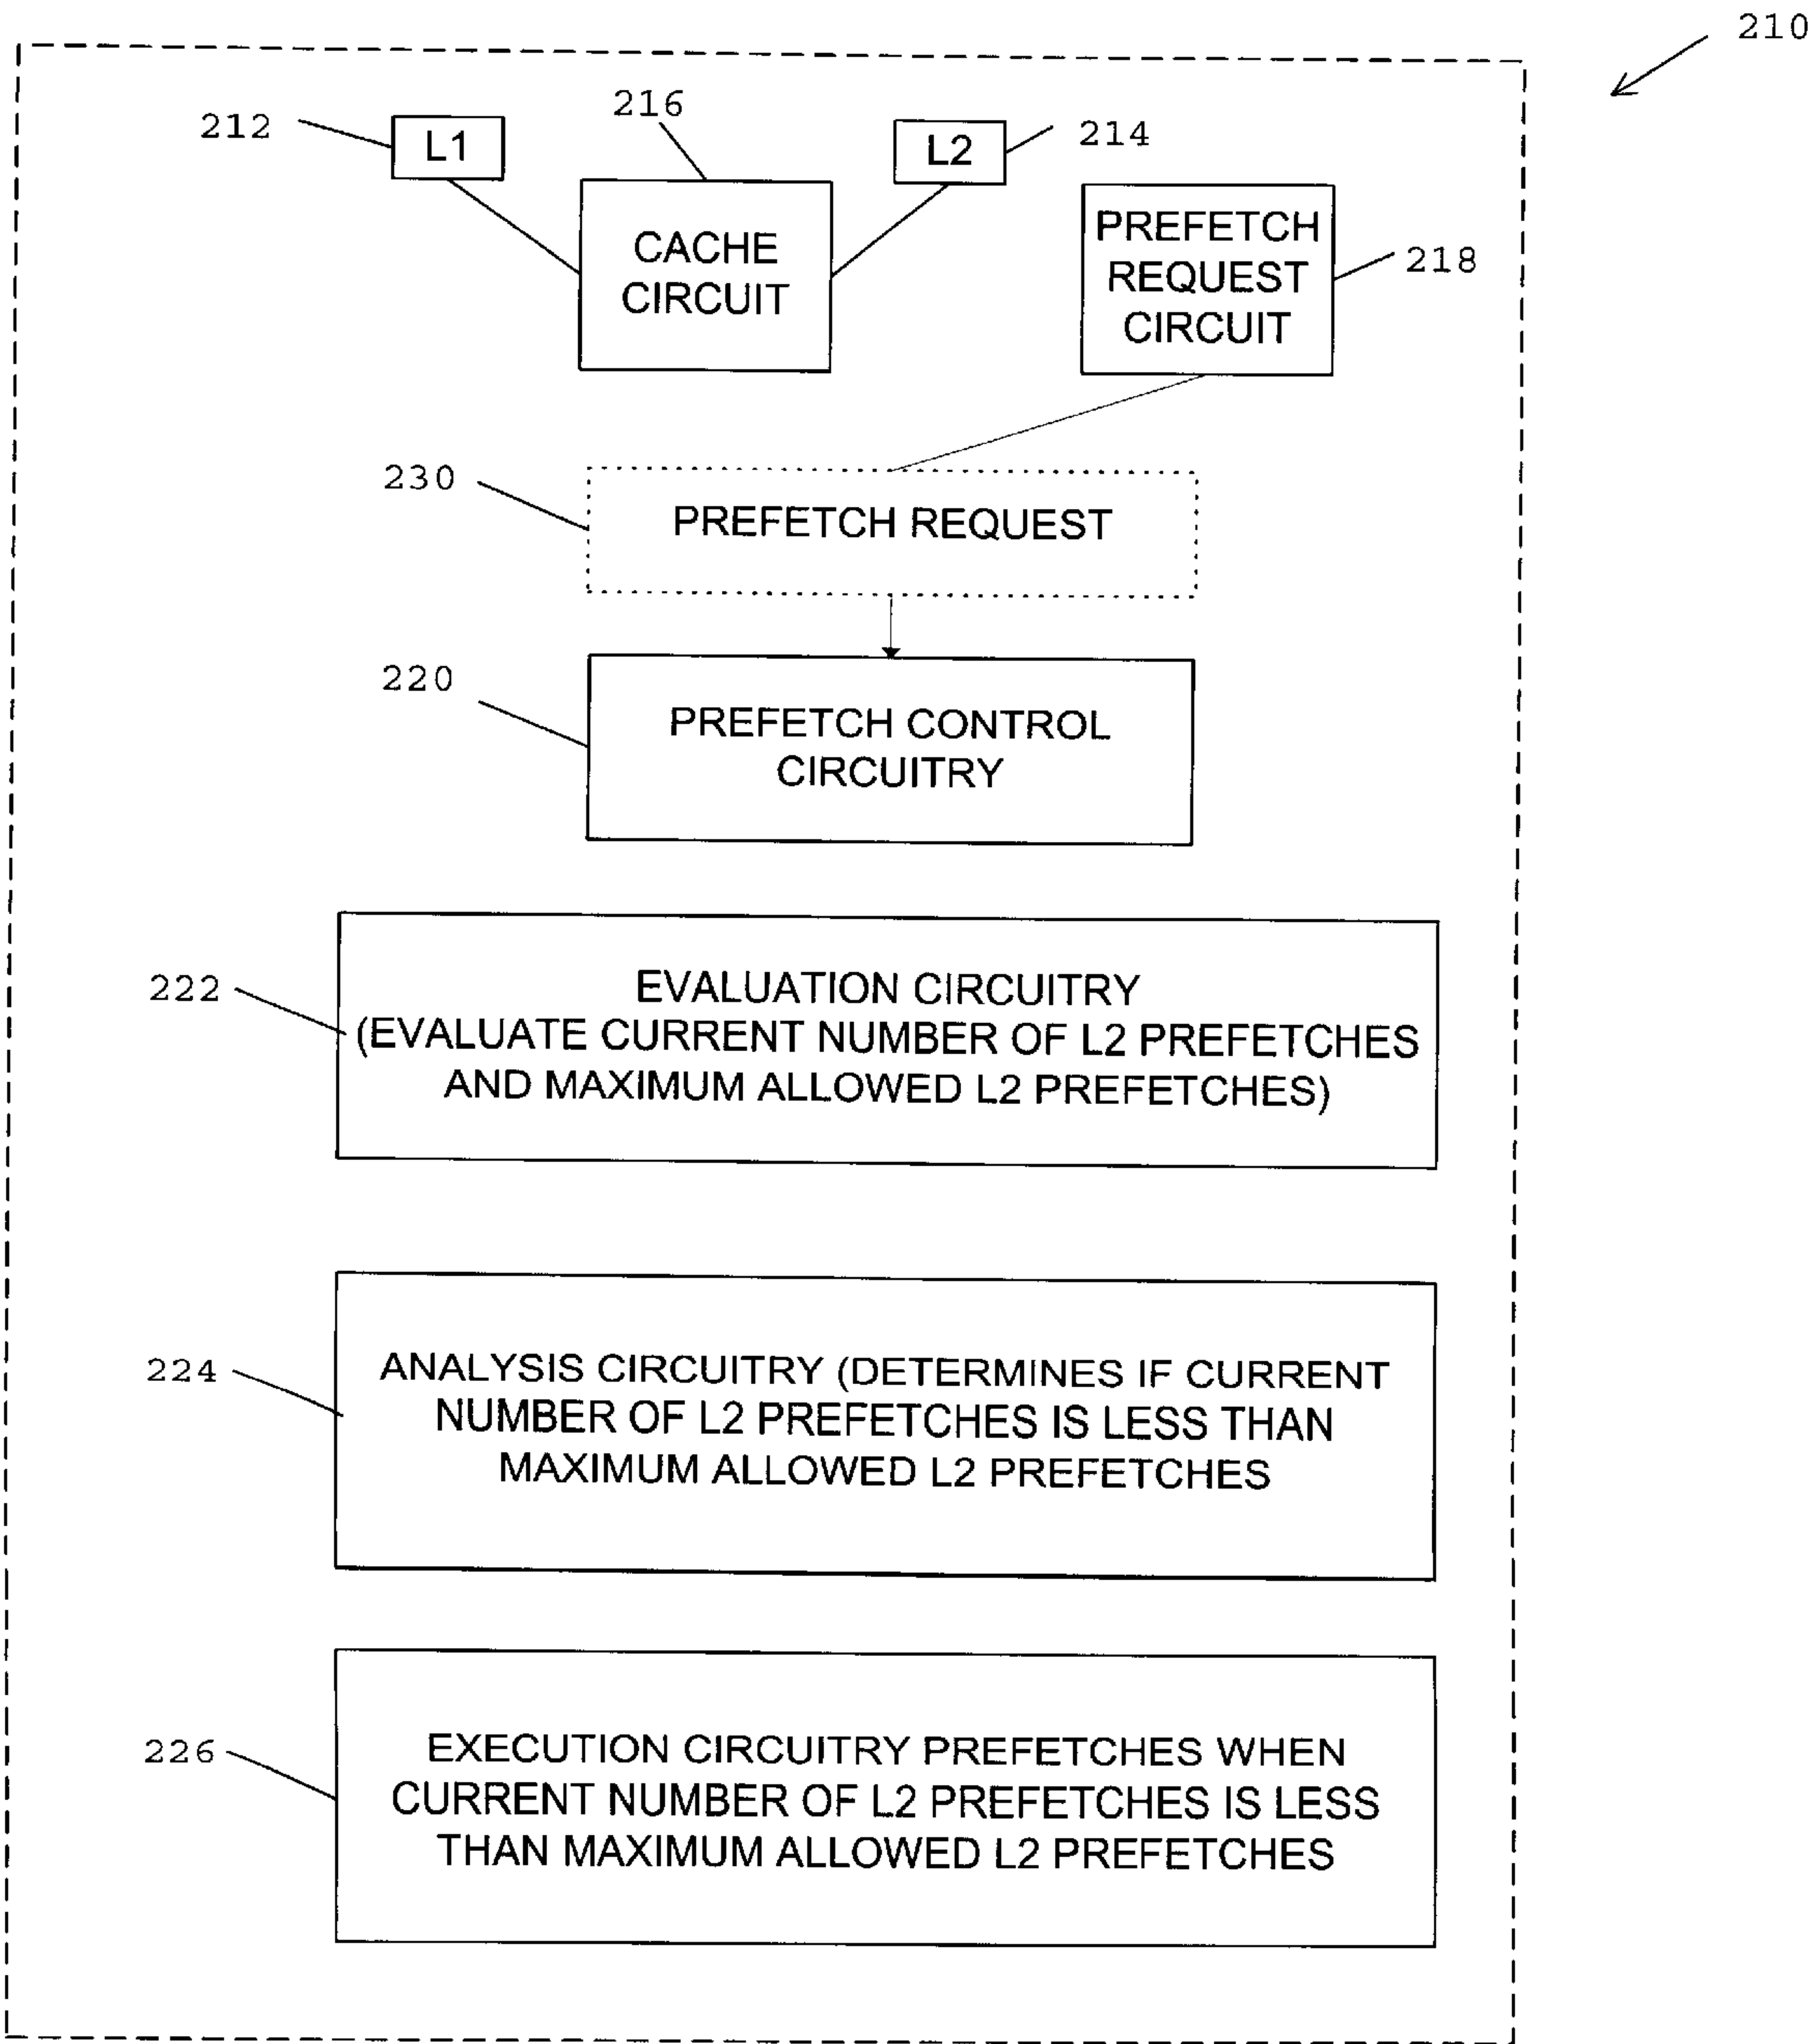 210
212
L1
216
L2
214
CACHE
CIRCUIT
PREFETCH
REQUEST
CIRCUIT
218
230
PREFETCH REQUEST
220
PREFETCH CONTROL
CIRCUITRY
222
EVALUATION CIRCUITRY
(EVALUATE CURRENT NUMBER OF L2 PREFETCHES
AND MAXIMUM ALLOWED L2 PREFETCHES)
224
ANALYSIS CIRCUITRY (DETERMINES IF CURRENT
NUMBER OF L2 PREFETCHES IS LESS THAN
MAXIMUM ALLOWED L2 PREFETCHES
226
EXECUTION CIRCUITRY PREFETCHES WHEN
CURRENT NUMBER OF L2 PREFETCHES IS LESS
THAN MAXIMUM ALLOWED L2 PREFETCHES